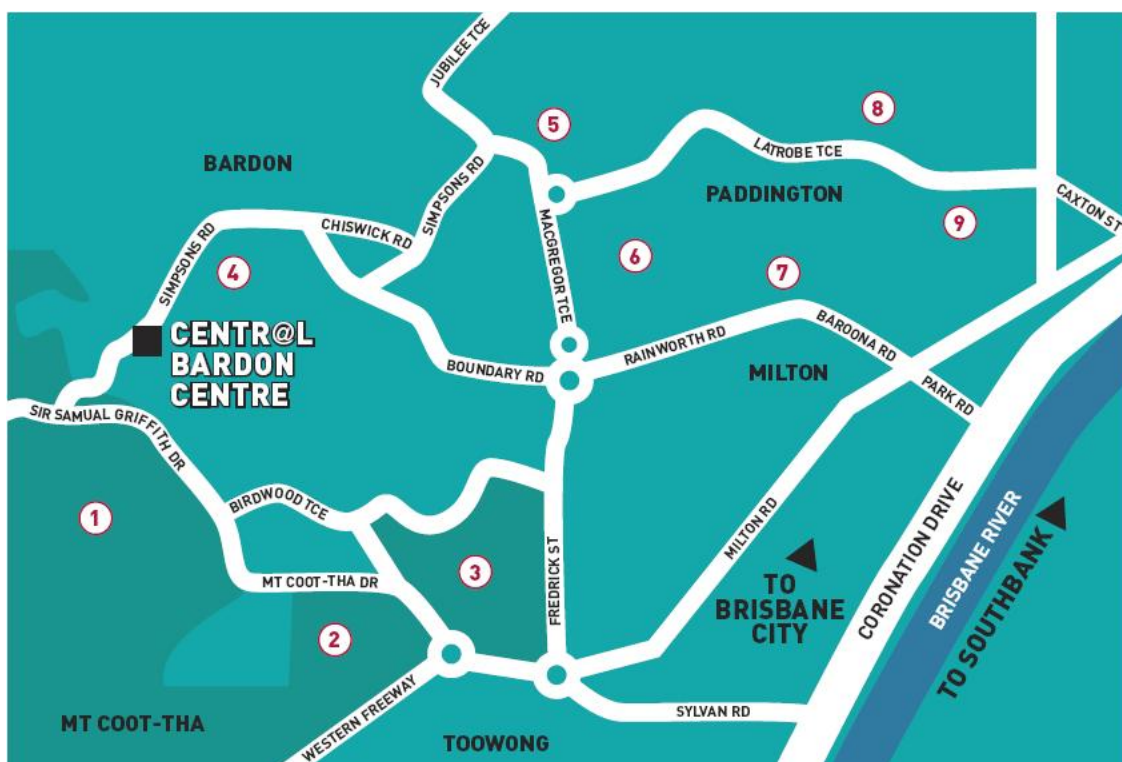 JUBILEE TCE
5
8
BARDON
SIMPSONS RD
LATROBE TCE
PADDINGTON
CAXTON ST
SIMPSONS RD
CHISWICK RD
MACGREGOR TCE
9
4
6
7
CENTR@L
BARDON
CENTRE
BOUNDARY RD
RAINWORTH RD
BAROONA RD
MILTON
PARK RD
SIR SAMUAL GRIFFITH DR
1
BIRDWOOD TCE
MILTON RD
CORONATION DRIVE
BRISBANE RIVER
TO SOUTHBANK
MT COOT-THA DR
3
FREDRICK ST
TO
BRISBANE
CITY
2
MT COOT-THA
WESTERN FREEWAY
TOOWONG
SYLVAN RD